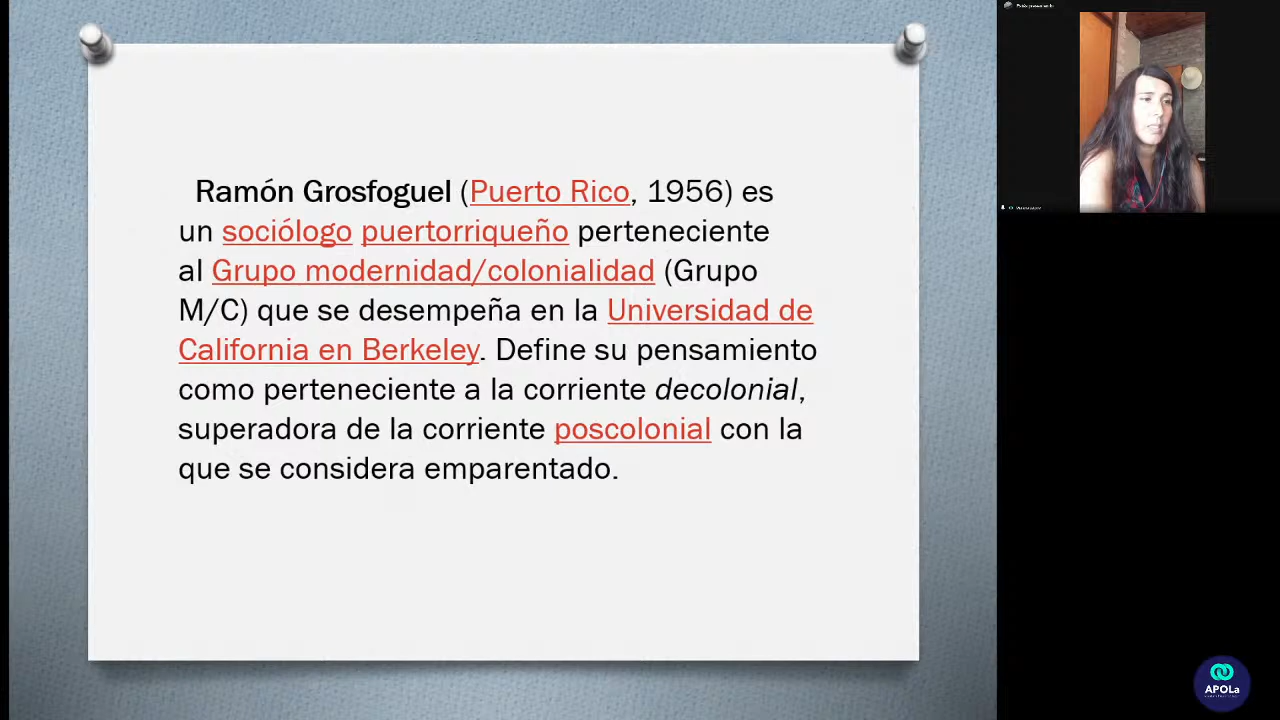 Ramón Grosfoguel (Puerto Rico, 1956) es
un sociólogo puertorriqueño perteneciente
al Grupo modernidad/colonialidad (Grupo
M/C) que se desempeña en la Universidad de
California en Berkeley. Define su pensamiento
como perteneciente a la corriente decolonial,
superadora de la corriente poscolonial con la
que se considera emparentado.
APOLa